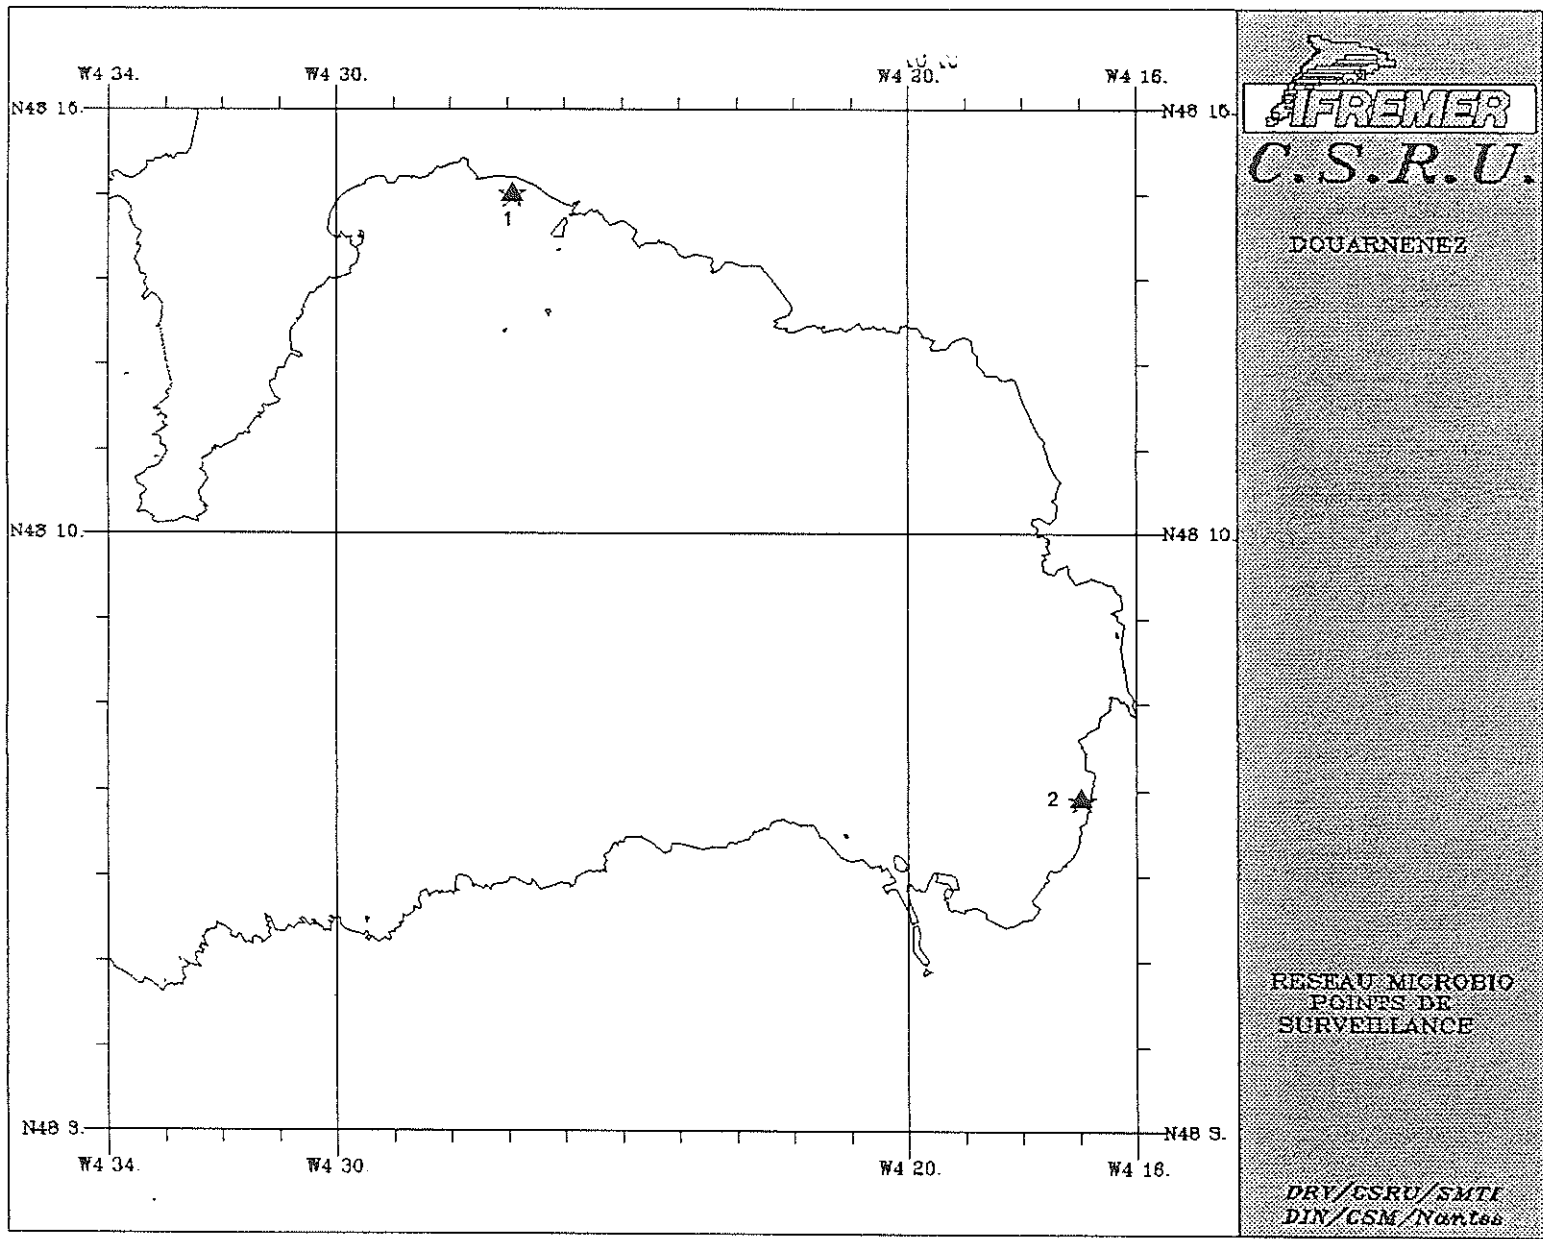 W4 34.
W4 30.
W4 20.
W4 16.
N48 15.
N48 15.
1
N48 10.
N48 10.
2
N48 3.
N48 3.
W4 34.
W4 30.
W4 20.
W4 16.
IFREMER
C.S.R.U.
DOUARNENEZ
RESEAU MICROBIO
POINTS DE
SURVEILLANCE
DRV/CSRU/SMTI
DIN/CSM/Nantes